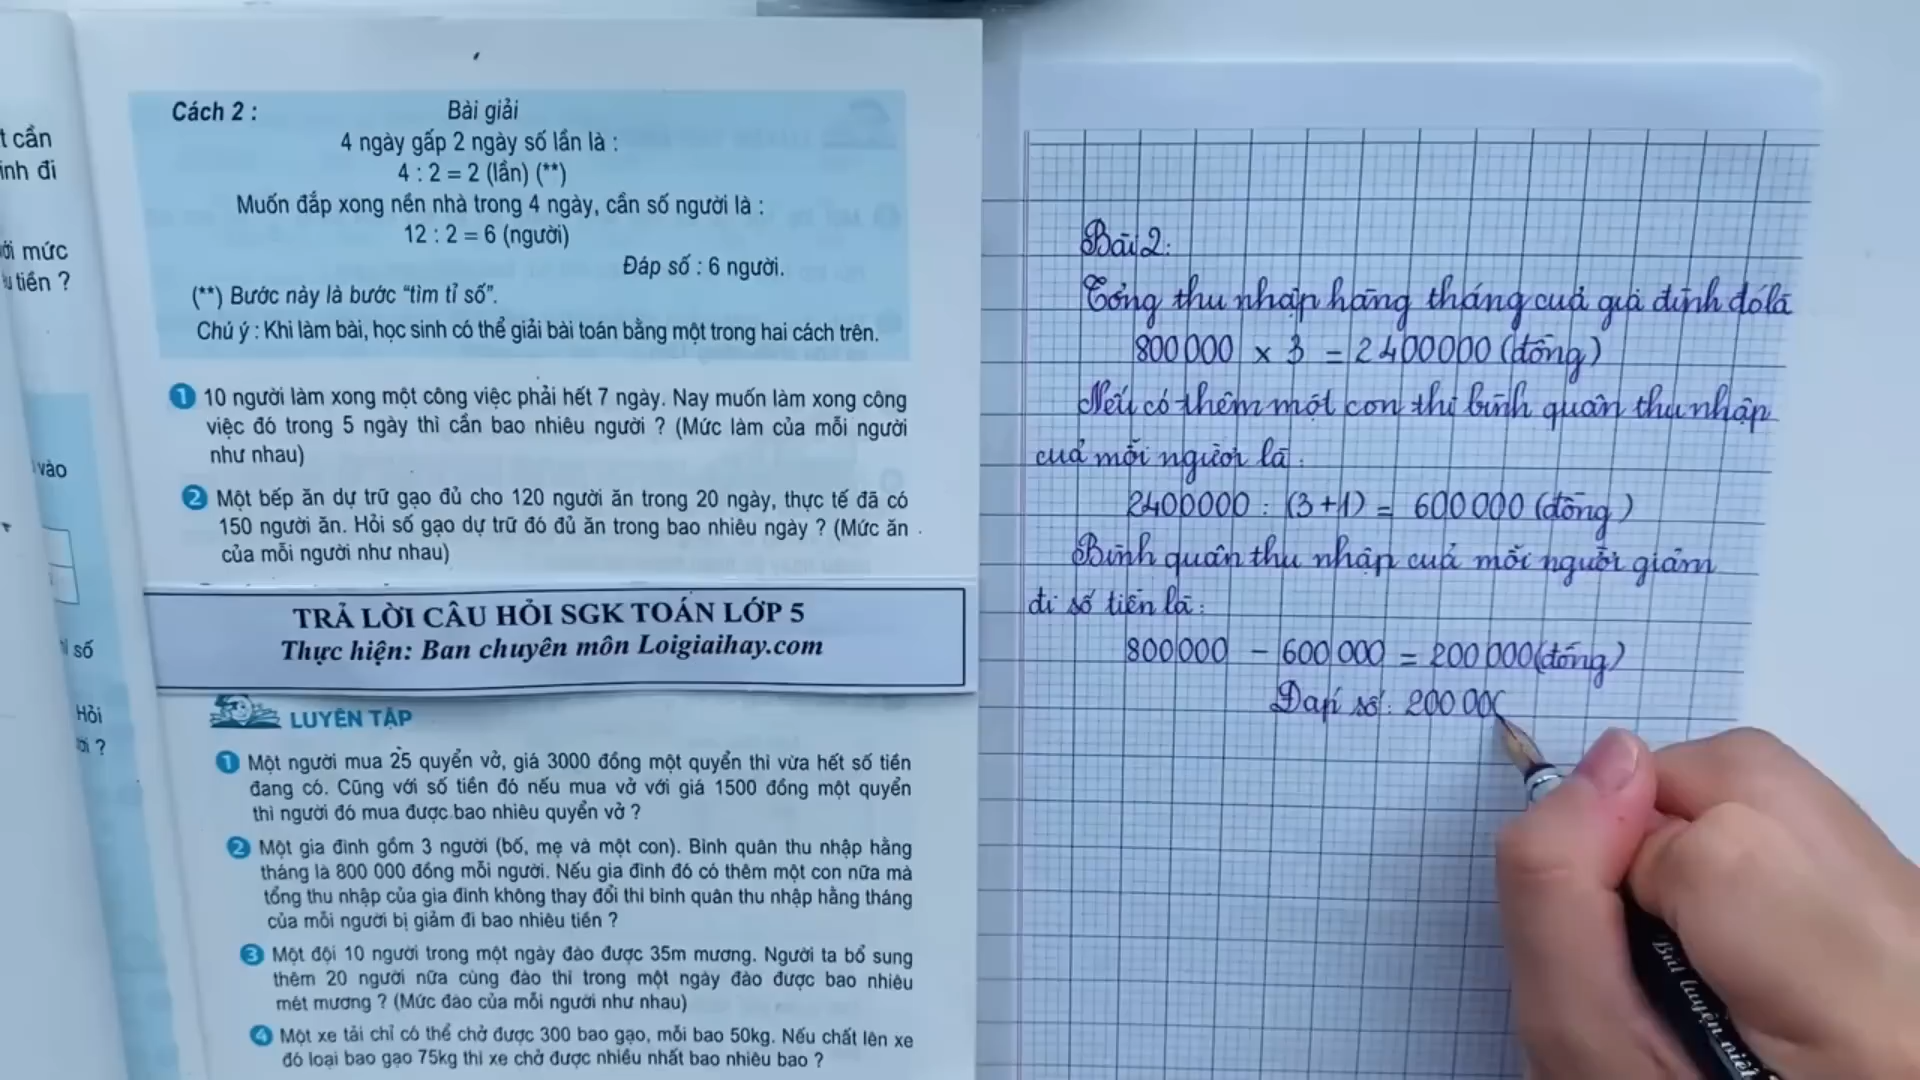 t cần
inh đi
ới mức
tiền ?
vào
số
Hỏi
Cách 2 :
Bài giải
4 ngày gấp 2 ngày số lần là :
4 : 2 = 2 (lần) (**)
Muốn đắp xong nền nhà trong 4 ngày, cần số người là :
12 : 2 = 6 (người)
Đáp số : 6 người.
(**) Bước này là bước “tìm tỉ số”.
Chú ý : Khi làm bài, học sinh có thể giải bài toán bằng một trong hai cách trên.
1 10 người làm xong một công việc phải hết 7 ngày. Nay muốn làm xong công
việc đó trong 5 ngày thì cần bao nhiêu người ? (Mức làm của mỗi người
như nhau)
2 Một bếp ăn dự trữ gạo đủ cho 120 người ăn trong 20 ngày, thực tế đã có
150 người ăn. Hỏi số gạo dự trữ đó đủ ăn trong bao nhiêu ngày ? (Mức ăn
của mỗi người như nhau)
TRẢ LỜI CÂU HỎI SGK TOÁN LỚP 5
Thực hiện: Ban chuyên môn Loigiaihay.com
LUYỆN TẬP
1 Một người mua 25 quyển vở, giá 3000 đồng một quyển thì vừa hết số tiền
đang có. Cũng với số tiền đó nếu mua vở với giá 1500 đồng một quyển
thì người đó mua được bao nhiêu quyển vở ?
2 Một gia đình gồm 3 người (bố, mẹ và một con). Bình quân thu nhập hằng
tháng là 800 000 đồng mỗi người. Nếu gia đình đó có thêm một con nữa mà
tổng thu nhập của gia đình không thay đổi thì bình quân thu nhập hằng tháng
của mỗi người bị giảm đi bao nhiêu tiền ?
3 Một đội 10 người trong một ngày đào được 35m mương. Người ta bổ sung
thêm 20 người nữa cùng đào thì trong một ngày đào được bao nhiêu
mét mương ? (Mức đào của mỗi người như nhau)
4 Một xe tải chỉ có thể chở được 300 bao gạo, mỗi bao 50kg. Nếu chất lên xe
đó loại bao gạo 75kg thì xe chở được nhiều nhất bao nhiêu bao ?
Bài 2:
Tổng thu nhập hàng tháng của gia đình đó là
800000 x 3 = 2400000 (đồng)
Nếu có thêm một con thì bình quân thu nhập
của mỗi người là:
2400000 : (3+1) = 600000 (đồng)
Bình quân thu nhập của mỗi người giảm
đi số tiền là:
800000 - 600000 = 200000 (đồng)
Đáp số: 200000
Bút luyện viết